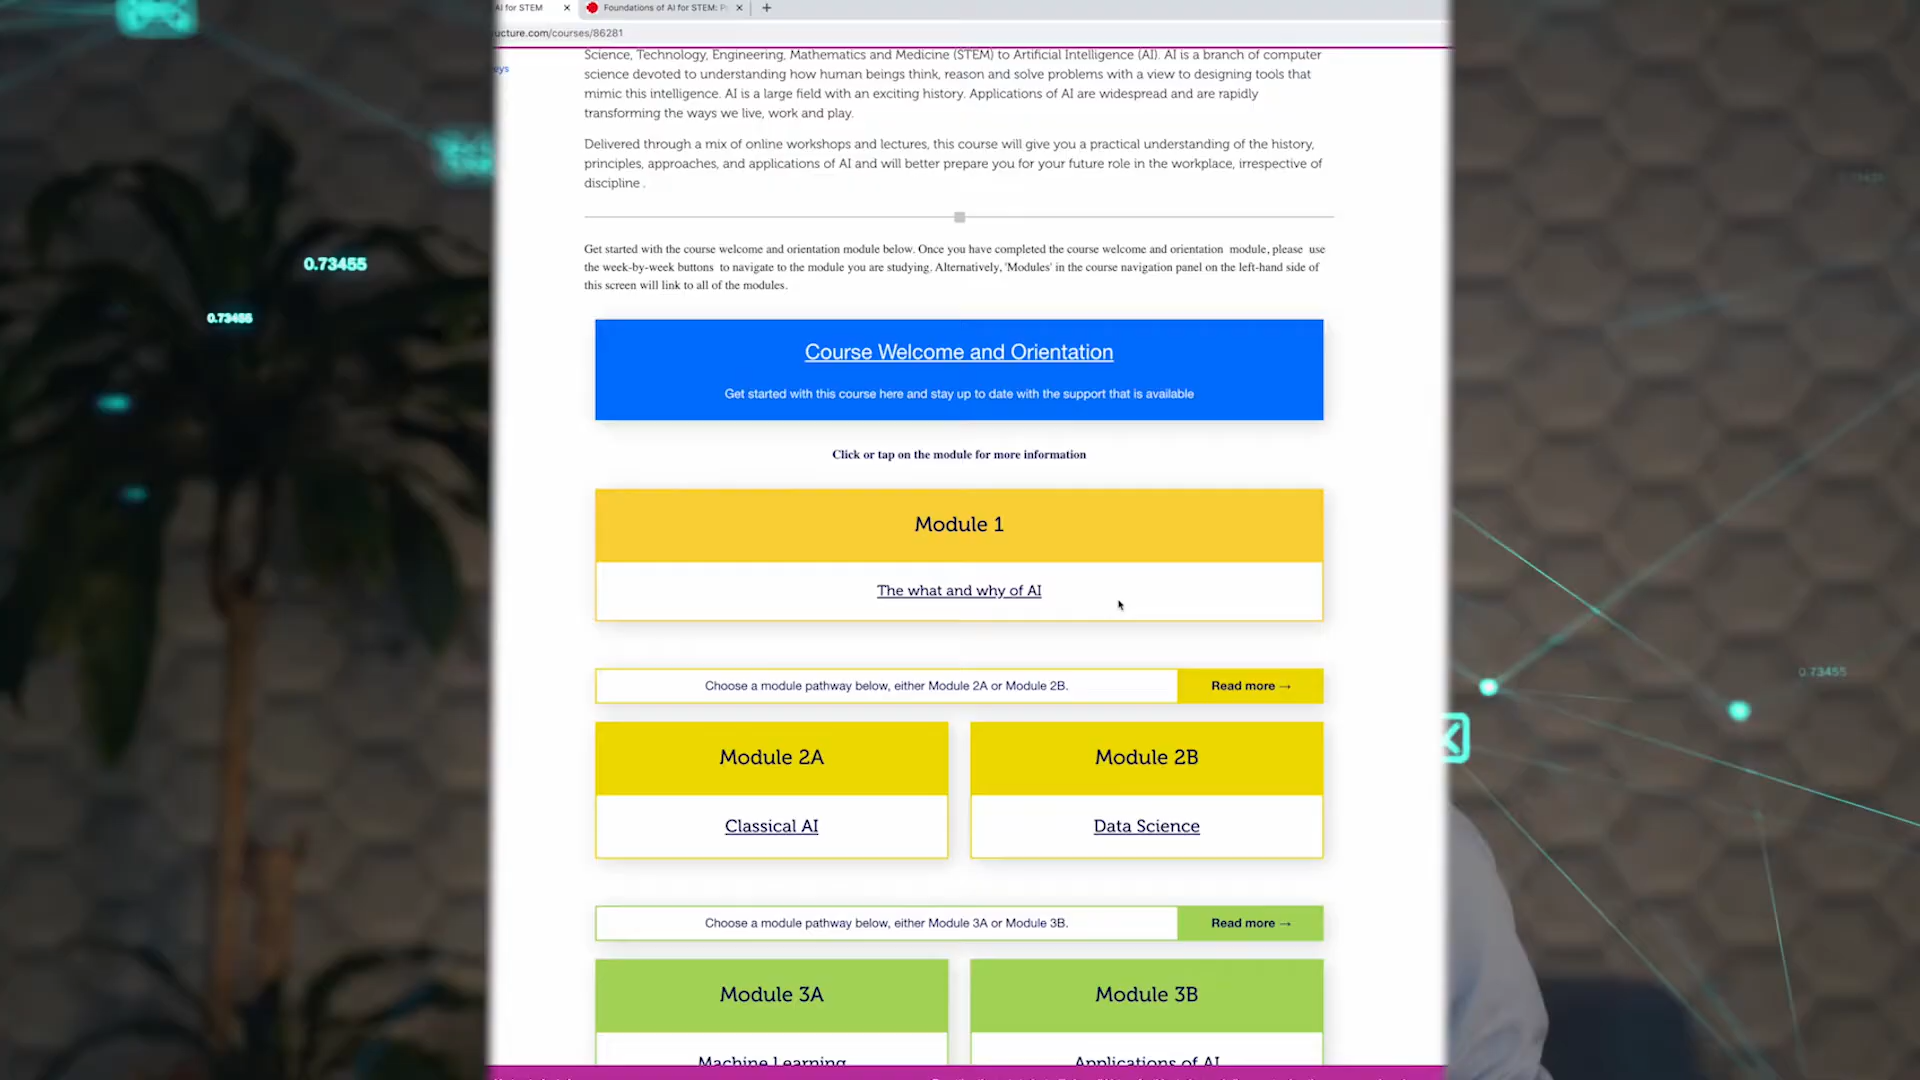 AI for STEM
Foundations of AI for STEM:
ucture.com/courses/86281
eys
Science, Technology, Engineering, Mathematics and Medicine (STEM) to Artificial Intelligence (AI). AI is a branch of computer
science devoted to understanding how human beings think, reason and solve problems with a view to designing tools that
mimic this intelligence. AI is a large field with an exciting history. Applications of AI are widespread and are rapidly
transforming the ways we live, work and play.
Delivered through a mix of online workshops and lectures, this course will give you a practical understanding of the history,
principles, approaches, and applications of AI and will better prepare you for your future role in the workplace, irrespective of
discipline .
Get started with the course welcome and orientation module below. Once you have completed the course welcome and orientation module, please use
the week-by-week buttons to navigate to the module you are studying. Alternatively, 'Modules' in the course navigation panel on the left-hand side of
this screen will link to all of the modules.
Course Welcome and Orientation
Get started with this course here and stay up to date with the support that is available
Click or tap on the module for more information
Module 1
The what and why of AI
Choose a module pathway below, either Module 2A or Module 2B.
Read more →
Module 2A
Module 2B
Classical AI
Data Science
Choose a module pathway below, either Module 3A or Module 3B.
Read more →
Module 3A
Module 3B
Machine Learning
Applications of AI
0.73455
0.73455
0.73455